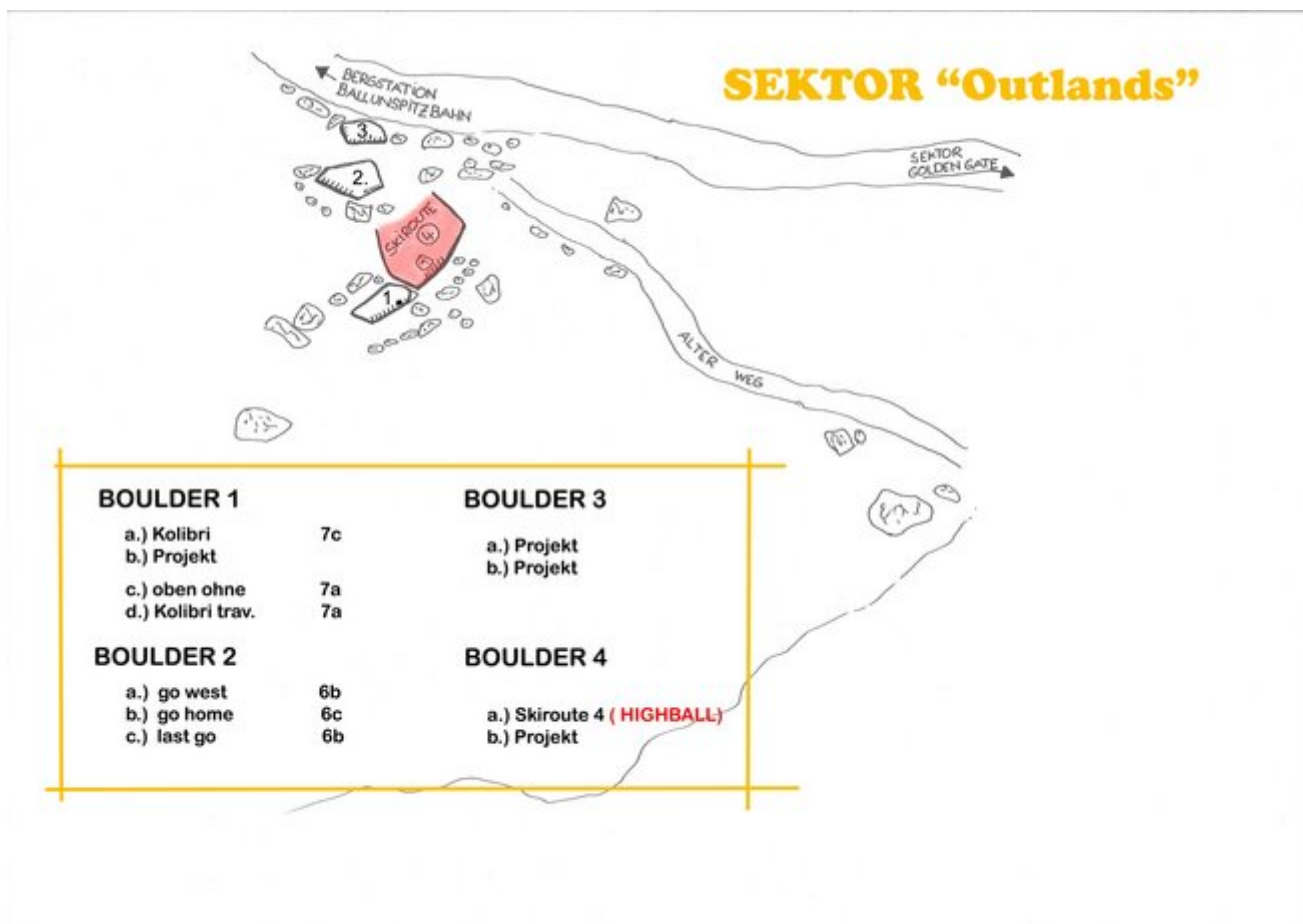 SEKTOR “Outlands”
BERGSTATION
BALLUNSPITZBAHN
SEKTOR
GOLDEN GATE
3.
2.
SKIROUTE
4
1.
ALTER WEG
BOULDER 1
a.) Kolibri 7c
b.) Projekt
c.) oben ohne 7a
d.) Kolibri trav. 7a
BOULDER 2
a.) go west 6b
b.) go home 6c
c.) last go 6b
BOULDER 3
a.) Projekt
b.) Projekt
BOULDER 4
a.) Skiroute 4 ( HIGHBALL)
b.) Projekt